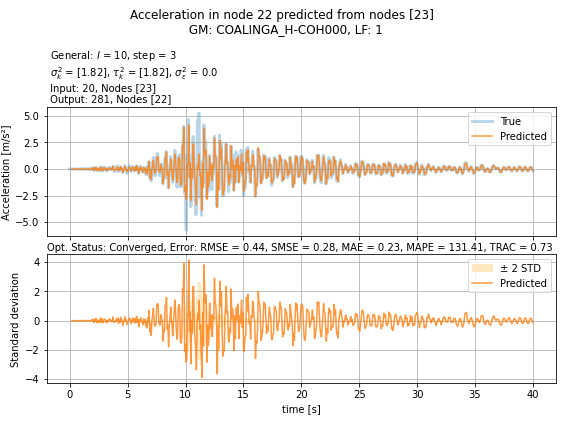 Acceleration in node 22 predicted from nodes [23]
GM: COALINGA_H-COH000, LF: 1
General: l = 10, step = 3
σ²ₖ = [1.82], τ²ₖ = [1.82], σ²ε = 0.0
Input: 20, Nodes [23]
Output: 281, Nodes [22]
Acceleration [m/s²]
5.0
2.5
0.0
−2.5
−5.0
True
Predicted
Opt. Status: Converged, Error: RMSE = 0.44, SMSE = 0.28, MAE = 0.23, MAPE = 131.41, TRAC = 0.73
Standard deviation
4
2
0
−2
−4
± 2 STD
Predicted
0 5 10 15 20 25 30 35 40
time [s]